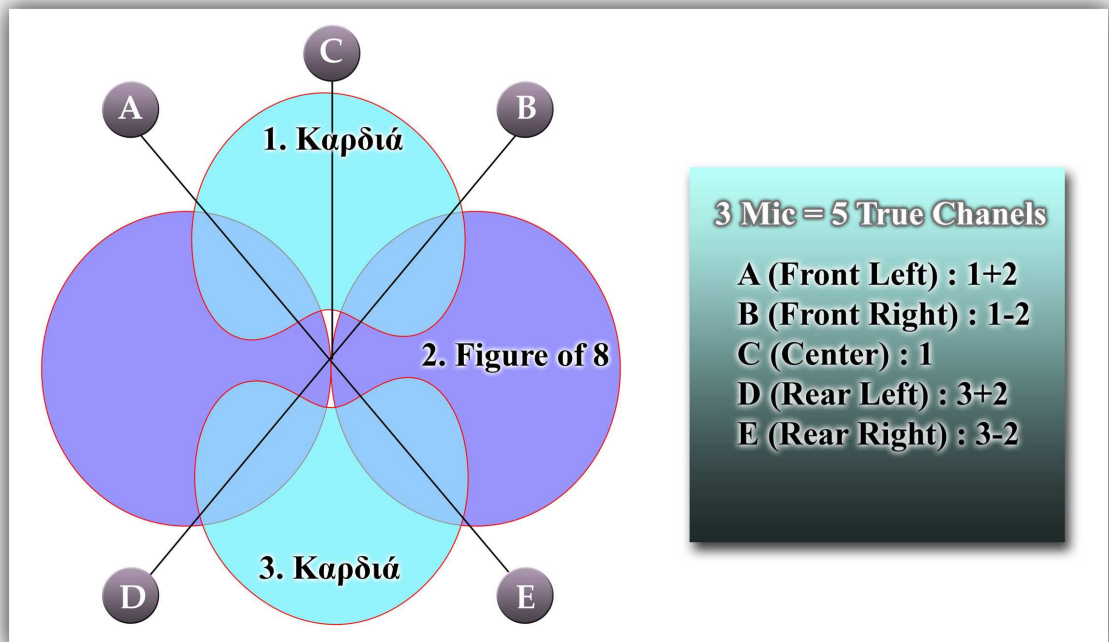 C
A
B
1. Καρδιά
2. Figure of 8
3. Καρδιά
D
E
3 Mic = 5 True Chanels
A (Front Left) : 1+2
B (Front Right) : 1-2
C (Center) : 1
D (Rear Left) : 3+2
E (Rear Right) : 3-2